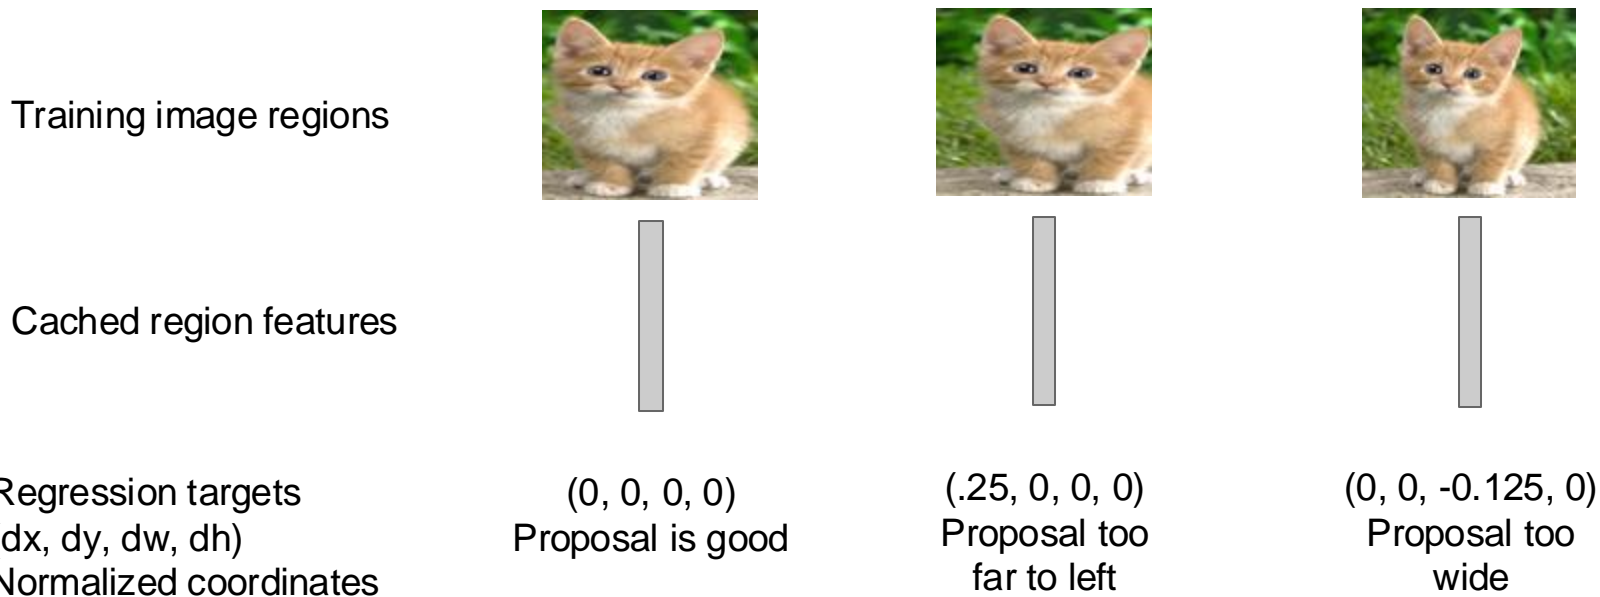 Training image regions
Cached region features
Regression targets
dx, dy, dw, dh)
Normalized coordinates
(0, 0, 0, 0)
Proposal is good
(.25, 0, 0, 0)
Proposal too
far to left
(0, 0, -0.125, 0)
Proposal too
wide